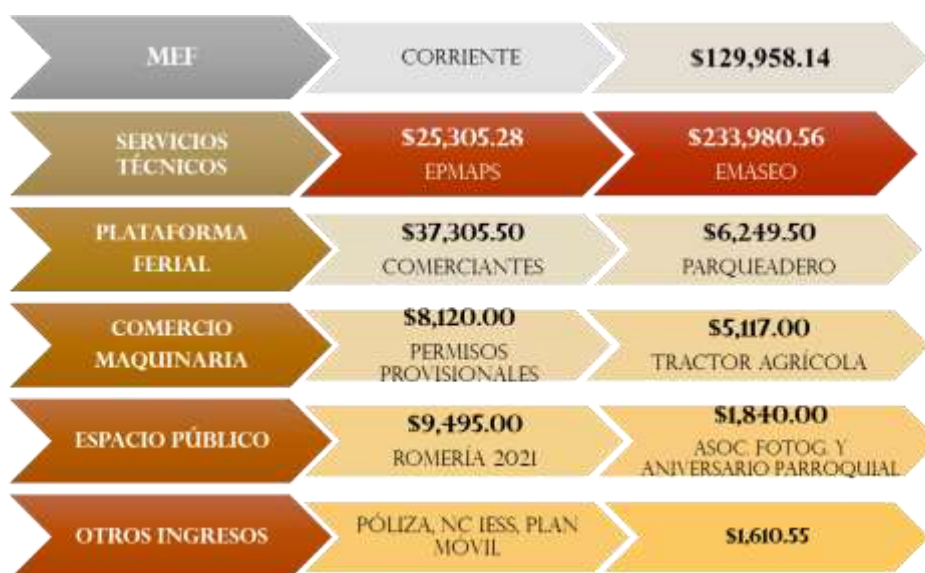 MEF
CORRIENTE
$129,958.14
SERVICIOS
TÉCNICOS
$25,305.28
EPMAPS
$233,980.56
EMASEO
PLATAFORMA
FERIAL
$37,305.50
COMERCIANTES
$6,249.50
PARQUEADERO
COMERCIO
MAQUINARIA
$8,120.00
PERMISOS
PROVISIONALES
$5,117.00
TRACTOR AGRÍCOLA
ESPACIO PÚBLICO
$9,495.00
ROMERÍA 2021
$1,840.00
ASOC. FOTOG. Y
ANIVERSARIO PARROQUIAL
OTROS INGRESOS
PÓLIZA, NC IESS, PLAN
MÓVIL
$1,610.55